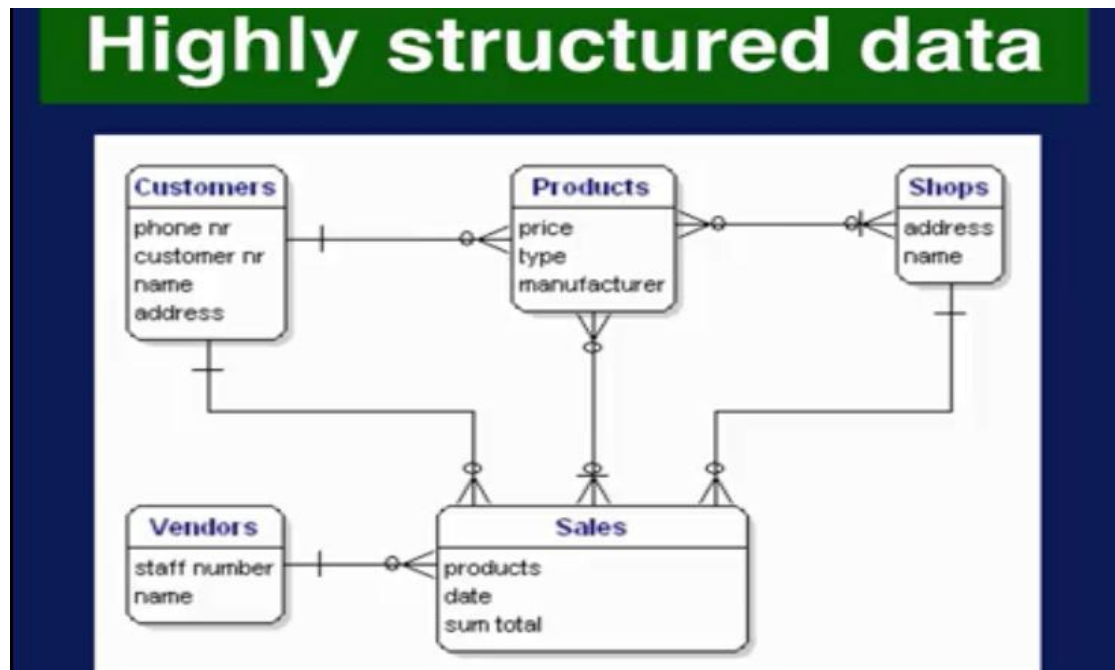 Highly structured data
Customers
phone nr
customer nr
name
address
Products
price
type
manufacturer
Shops
address
name
Vendors
staff number
name
Sales
products
date
sum total